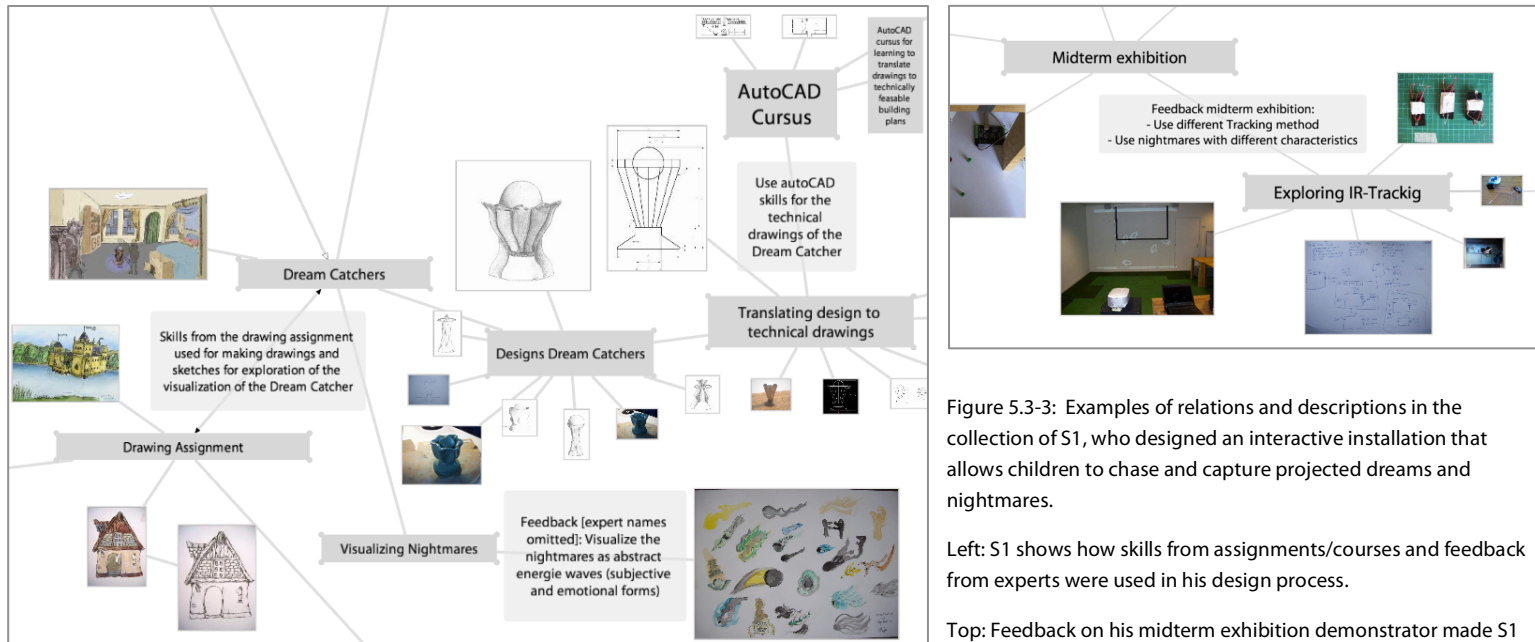 AutoCAD
Cursus
AutoCAD
cursus for
learning to
translate
drawings to
technically
feasable
building
plans
Use autoCAD
skills for the
technical
drawings of the
Dream Catcher
Dream Catchers
Skills from the drawing assignment
used for making drawings and
sketches for exploration of the
visualization of the Dream Catcher
Designs Dream Catchers
Translating design to
technical drawings
Drawing Assignment
Visualizing Nightmares
Feedback [expert names
omitted]: Visualize the
nightmares as abstract
energie waves (subjective
and emotional forms)
Midterm exhibition
Feedback midterm exhibition:
- Use different Tracking method
- Use nightmares with different characteristics
Exploring IR-Trackig
Figure 5.3-3: Examples of relations and descriptions in the
collection of S1, who designed an interactive installation that
allows children to chase and capture projected dreams and
nightmares.
Left: S1 shows how skills from assignments/courses and feedback
from experts were used in his design process.
Top: Feedback on his midterm exhibition demonstrator made S1